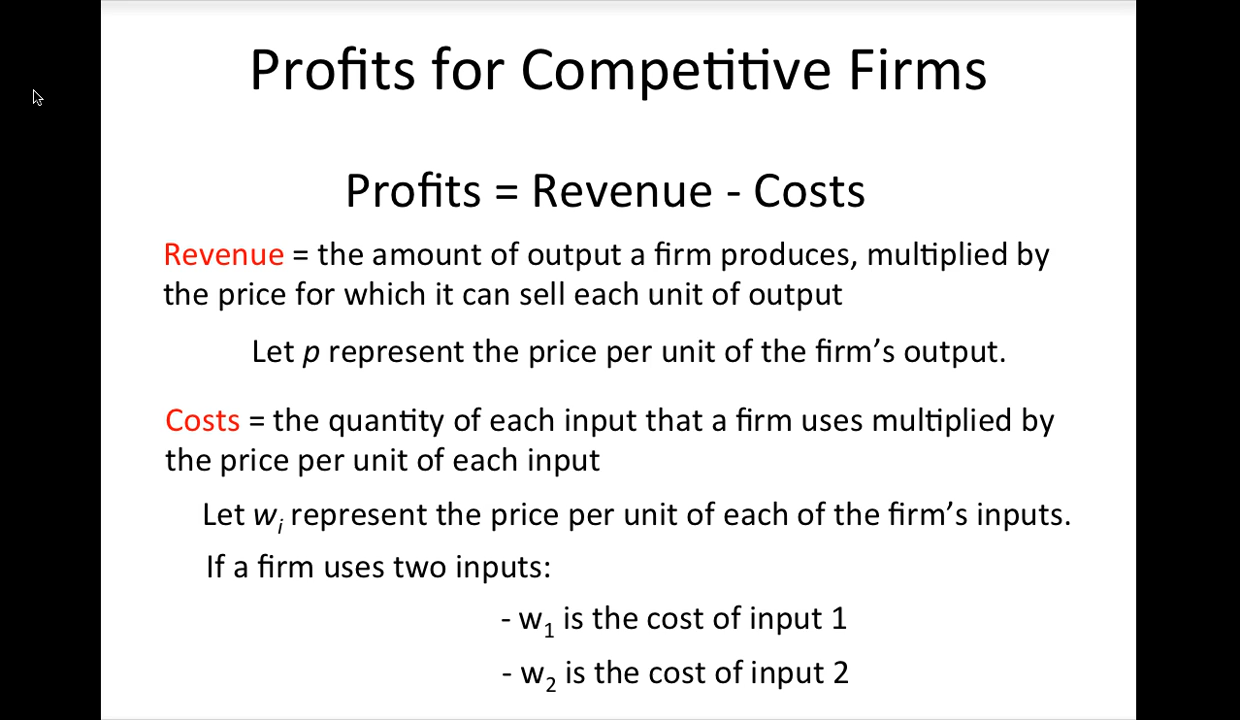 Profits for Competitive Firms
Profits = Revenue - Costs
Revenue = the amount of output a firm produces, multiplied by
the price for which it can sell each unit of output
Let p represent the price per unit of the firm’s output.
Costs = the quantity of each input that a firm uses multiplied by
the price per unit of each input
Let wᵢ represent the price per unit of each of the firm’s inputs.
If a firm uses two inputs:
- w₁ is the cost of input 1
- w₂ is the cost of input 2